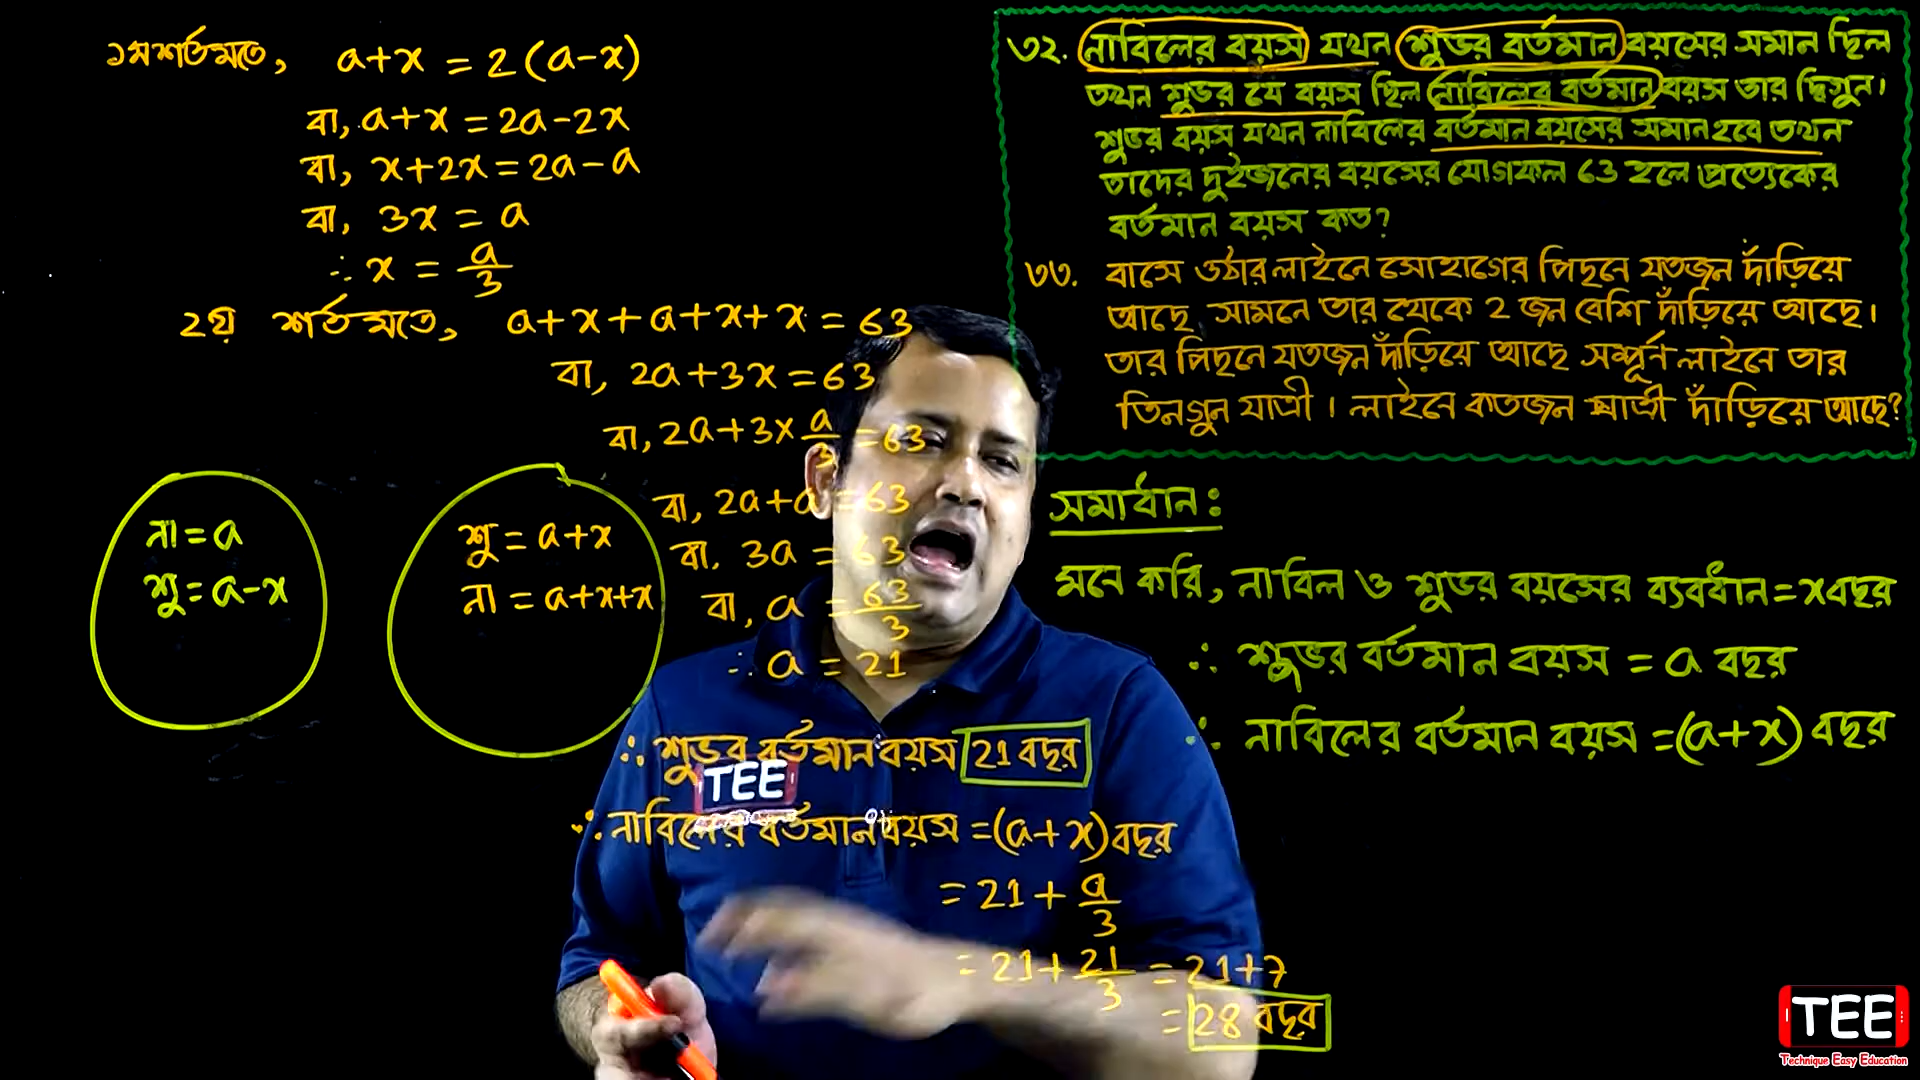 ১ম শর্তমতে, a+x = 2(a-x)
বা, a+x = 2a-2x
বা, x+2x = 2a-a
বা, 3x = a
∴ x = a/3
2য় শর্তমতে, a+x+a+x+x = 63
বা, 2a+3x = 63
বা, 2a+3x a/3 = 63
বা, 2a+a = 63
বা, 3a = 63
বা, a = 63/3
∴ a = 21
∴ শুভর বর্তমান বয়স 21 বছর
∴ নাবিলের বর্তমান বয়স = (a+x) বছর
= 21 + a/3
= 21 + 21/3 = 21+7
= 28 বছর
না = a
শু = a-x
শু = a+x
না = a+x+x
৩২. নাবিলের বয়স যখন শুভর বর্তমান বয়সের সমান ছিল
তখন শুভর যে বয়স ছিল নাবিলের বর্তমান বয়স তার দ্বিগুন।
শুভর বয়স যখন নাবিলের বর্তমান বয়সের সমান হবে তখন
তাদের দুইজনের বয়সের যোগফল 63 হলে প্রত্যেকের
বর্তমান বয়স কত?
৩৩. বাসে ওঠার লাইনে সোহাগের পিছনে যতজন দাঁড়িয়ে
আছে সামনে তার থেকে 2 জন বেশি দাঁড়িয়ে আছে।
তার পিছনে যতজন দাঁড়িয়ে আছে সম্পূর্ন লাইনে তার
তিনগুন যাত্রী। লাইনে কতজন যাত্রী দাঁড়িয়ে আছে?
সমাধান:
মনে করি, নাবিল ও শুভর বয়সের ব্যবধান = x বছর
∴ শুভর বর্তমান বয়স = a বছর
∴ নাবিলের বর্তমান বয়স = (a+x) বছর
TEE
TEE
Technique Easy Education